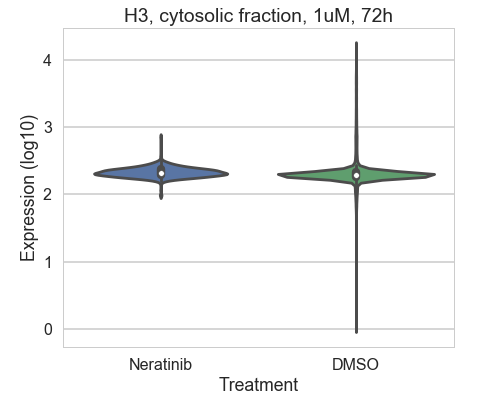 H3, cytosolic fraction, 1uM, 72h
Expression (log10)
4
3
2
1
0
Neratinib DMSO
Treatment